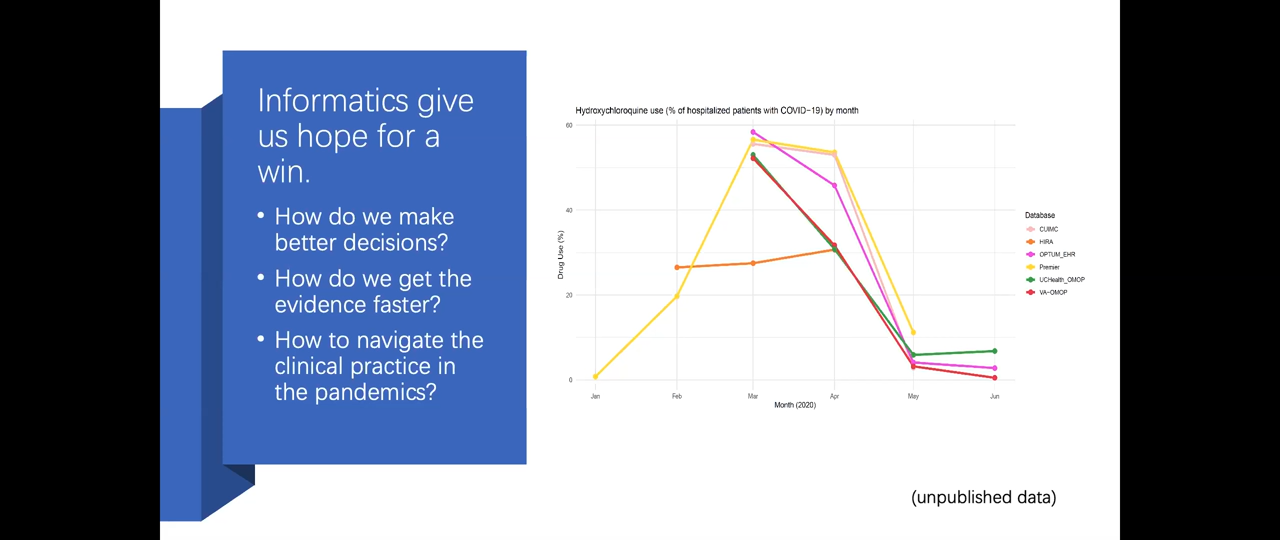 Informatics give
us hope for a
win.
• How do we make
better decisions?
• How do we get the
evidence faster?
• How to navigate the
clinical practice in
the pandemics?
Hydroxychloroquine use (% of hospitalized patients with COVID−19) by month
60
40
20
0
Drug Use (%)
Jan Feb Mar Apr May Jun
Month (2020)
Database
CUIMC
HIRA
OPTUM_EHR
Premier
UCHealth_OMOP
VA−OMOP
(unpublished data)